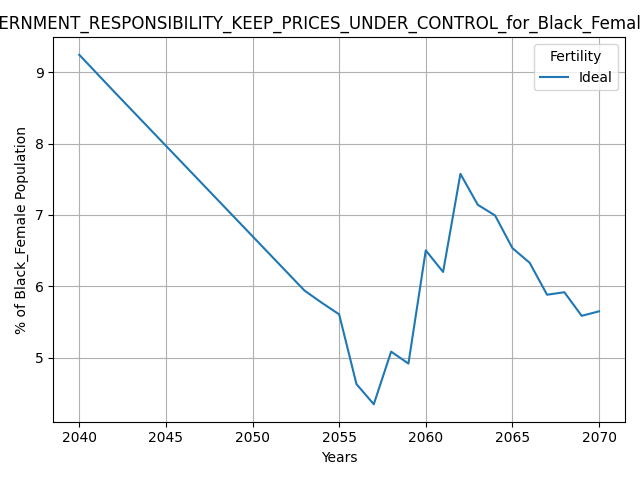 ERNMENT_RESPONSIBILITY_KEEP_PRICES_UNDER_CONTROL_for_Black_Femal
Fertility
Ideal
9
8
7
6
5
% of Black_Female Population
2040 2045 2050 2055 2060 2065 2070
Years